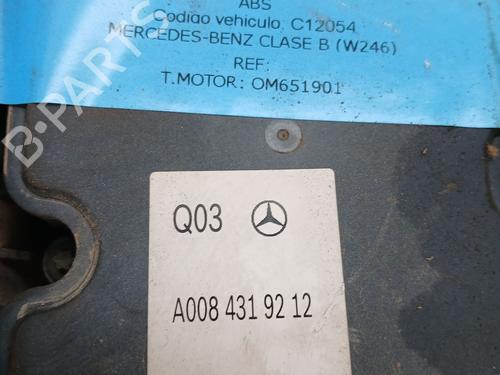 ABS
Codigo vehiculo: C12054
MERCEDES-BENZ CLASE B (W246)
REF:
T.MOTOR: OM651901
B-PARTS
Q03
A008 431 92 12